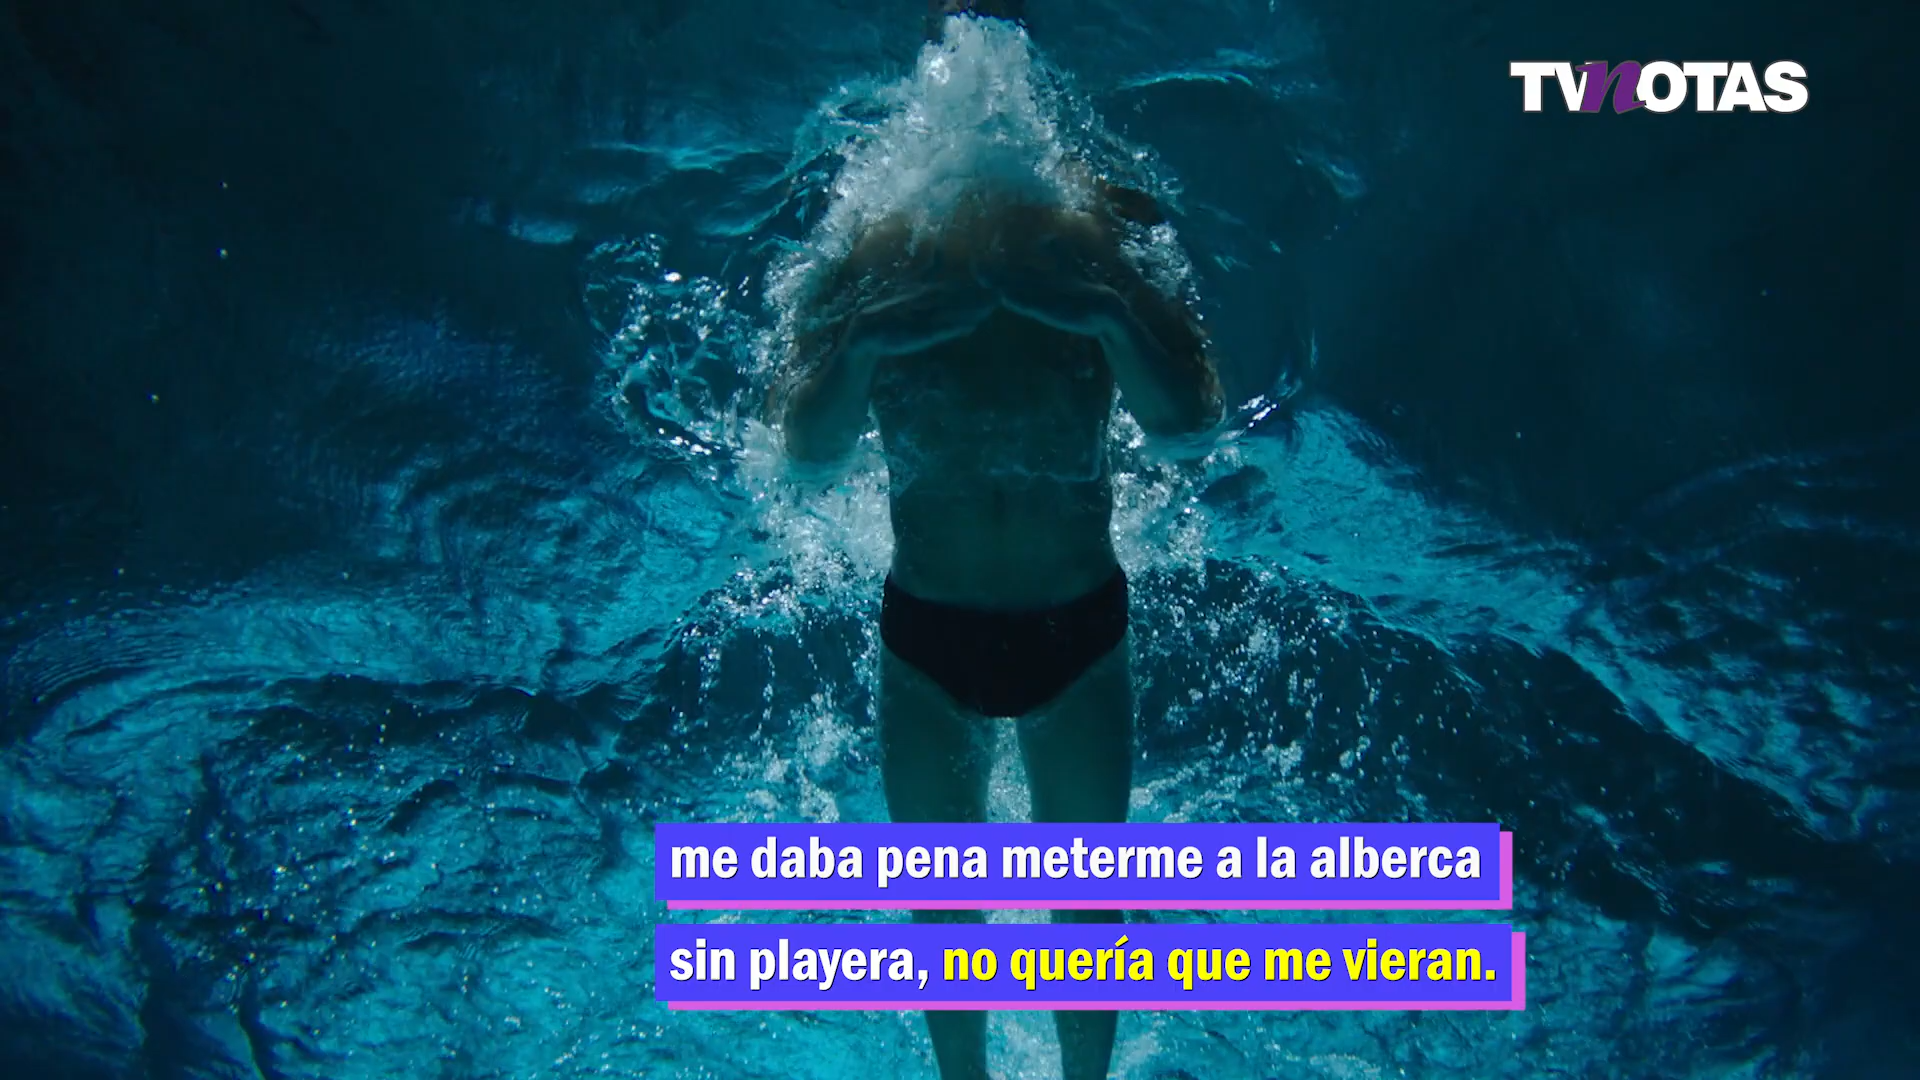 TVnOTAS
me daba pena meterme a la alberca
sin playera, no quería que me vieran.